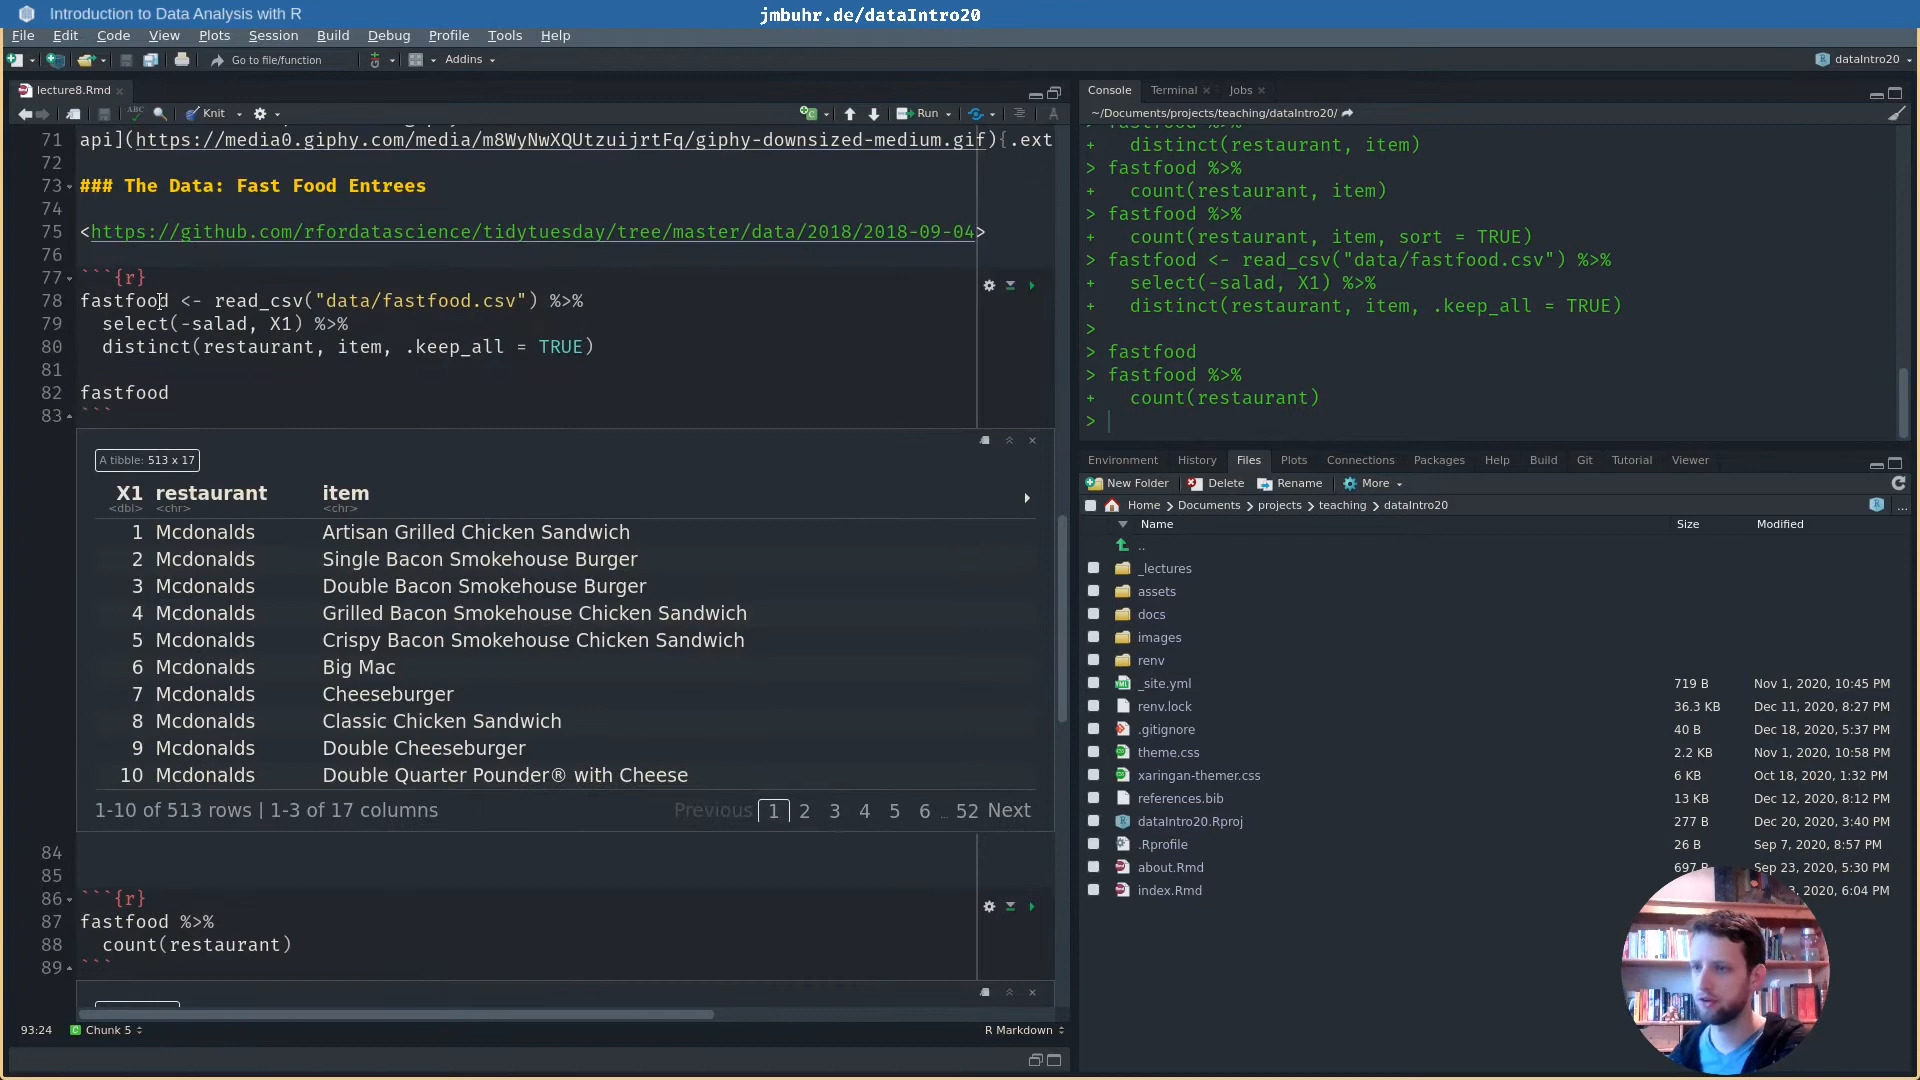 Introduction to Data Analysis with R
jmbuhr.de/dataIntro20
File Edit Code View Plots Session Build Debug Profile Tools Help
Go to file/function Addins dataIntro20
lecture8.Rmd
Knit Run
71 api](https://media0.giphy.com/media/m8WyNwXQUtzuijrtFq/giphy-downsized-medium.gif){.ext
72
73 ### The Data: Fast Food Entrees
74
75 <https://github.com/rfordatascience/tidytuesday/tree/master/data/2018/2018-09-04>
76
77 ```{r}
78 fastfood <- read_csv("data/fastfood.csv") %>%
79 select(-salad, X1) %>%
80 distinct(restaurant, item, .keep_all = TRUE)
81
82 fastfood
83 ```
A tibble: 513 x 17
X1 restaurant item
<dbl> <chr> <chr>
1 Mcdonalds Artisan Grilled Chicken Sandwich
2 Mcdonalds Single Bacon Smokehouse Burger
3 Mcdonalds Double Bacon Smokehouse Burger
4 Mcdonalds Grilled Bacon Smokehouse Chicken Sandwich
5 Mcdonalds Crispy Bacon Smokehouse Chicken Sandwich
6 Mcdonalds Big Mac
7 Mcdonalds Cheeseburger
8 Mcdonalds Classic Chicken Sandwich
9 Mcdonalds Double Cheeseburger
10 Mcdonalds Double Quarter Pounder® with Cheese
1-10 of 513 rows | 1-3 of 17 columns Previous 1 2 3 4 5 6 ... 52 Next
84
85
86 ```{r}
87 fastfood %>%
88 count(restaurant)
89 ```
93:24 Chunk 5 R Markdown
Console Terminal Jobs
~/Documents/projects/teaching/dataIntro20/
+ distinct(restaurant, item)
> fastfood %>%
+ count(restaurant, item)
> fastfood %>%
+ count(restaurant, item, sort = TRUE)
> fastfood <- read_csv("data/fastfood.csv") %>%
+ select(-salad, X1) %>%
+ distinct(restaurant, item, .keep_all = TRUE)
>
> fastfood
> fastfood %>%
+ count(restaurant)
>
Environment History Files Plots Connections Packages Help Build Git Tutorial Viewer
New Folder Delete Rename More
Home Documents projects teaching dataIntro20 ...
Name Size Modified
..
_lectures
assets
docs
images
renv
_site.yml 719 B Nov 1, 2020, 10:45 PM
renv.lock 36.3 KB Dec 11, 2020, 8:27 PM
.gitignore 40 B Dec 18, 2020, 5:37 PM
theme.css 2.2 KB Nov 1, 2020, 10:58 PM
xaringan-themer.css 6 KB Oct 18, 2020, 1:32 PM
references.bib 13 KB Dec 12, 2020, 8:12 PM
dataIntro20.Rproj 277 B Dec 20, 2020, 3:40 PM
.Rprofile 26 B Sep 7, 2020, 8:57 PM
about.Rmd 697 Sep 23, 2020, 5:30 PM
index.Rmd 2020, 6:04 PM